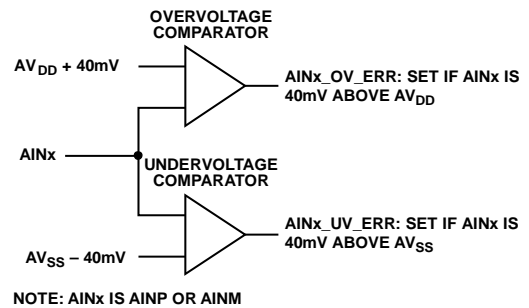 OVERVOLTAGE
COMPARATOR
AVDD + 40mV
AINx_OV_ERR: SET IF AINx IS
40mV ABOVE AVDD
AINx
UNDERVOLTAGE
COMPARATOR
AINx_UV_ERR: SET IF AINx IS
40mV ABOVE AVSS
AVSS – 40mV
NOTE: AINx IS AINP OR AINM